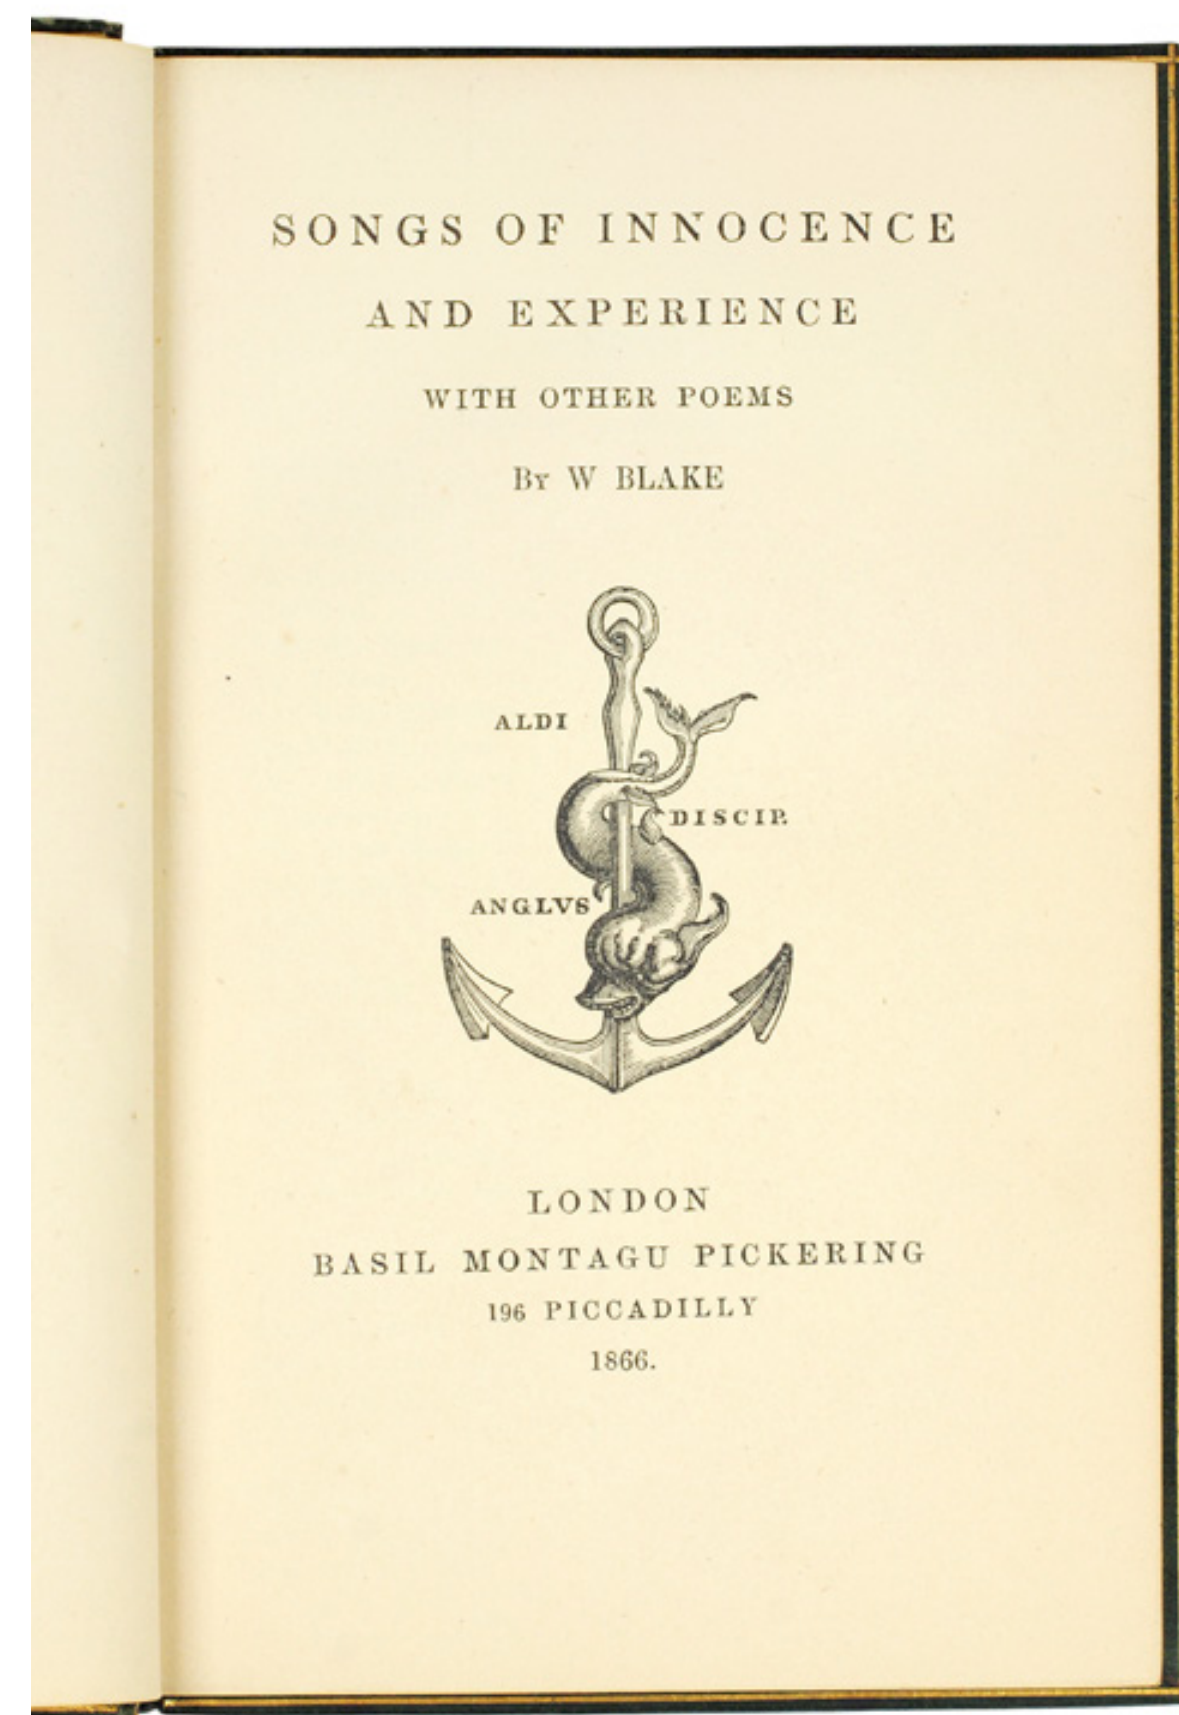 SONGS OF INNOCENCE
AND EXPERIENCE
WITH OTHER POEMS
By W BLAKE
ALDI
DISCIP.
ANGLVS
LONDON
BASIL MONTAGU PICKERING
196 PICCADILLY
1866.